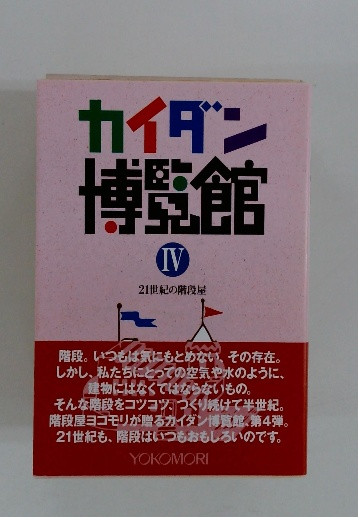 カイダン
博覧館
IV
21世紀の階段屋
階段。いつもは気にもとめない、その存在。
しかし、私たちにとっての空気や水のように、
建物にはなくてはならないもの。
そんな階段をコツコツ、つくり続けて半世紀。
階段屋ヨコモリが贈るカイダン博覧館、第4弾。
21世紀も、階段はいつもおもしろいのです。
YOKOMORI